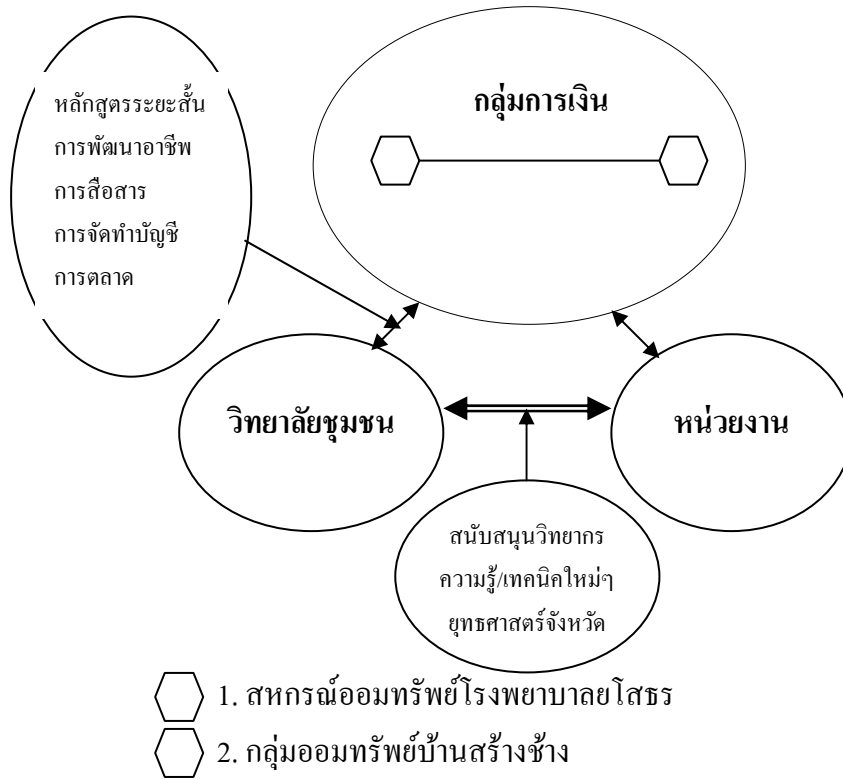 หลักสูตรระยะสั้น
การพัฒนาอาชีพ
การสือสาร
การจัดทำบัญชี
การตลาด
กลุ่มการเงิน
วิทยาลัยชุมชน
หน่วยงาน
สนับสนุนวิทยากร
ความรู้/เทคนิคใหม่ๆ
ยุทธศาสตร์จังหวัด
1. สหกรณ์ออมทรัพย์โรงพยาบาลยโสธร
2. กลุ่มออมทรัพย์บ้านสร้างช้าง